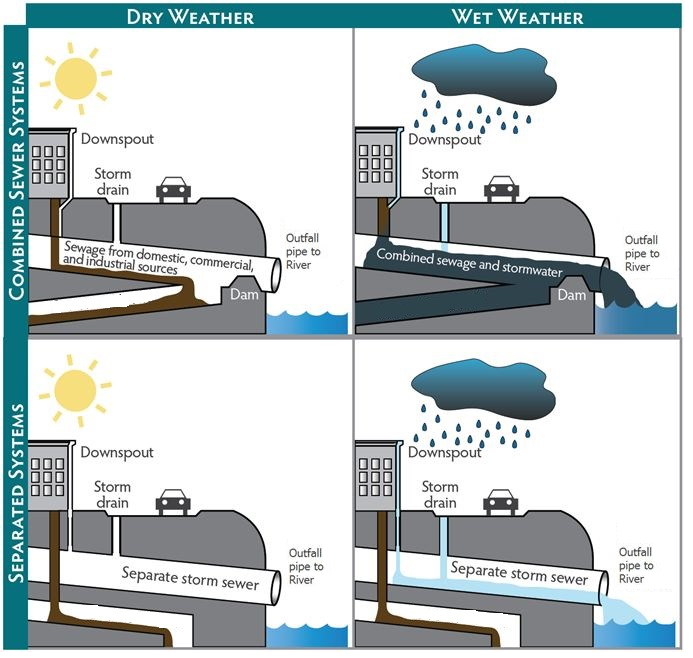 DRY WEATHER
WET WEATHER
COMBINED SEWER SYSTEMS
Downspout
Storm
drain
Sewage from domestic, commercial,
and industrial sources
Outfall
pipe to
River
Dam
Downspout
Storm
drain
Combined sewage and stormwater
Outfall
pipe to
River
Dam
SEPARATED SYSTEMS
Downspout
Storm
drain
Separate storm sewer
Outfall
pipe to
River
Downspout
Storm
drain
Separate storm sewer
Outfall
pipe to
River